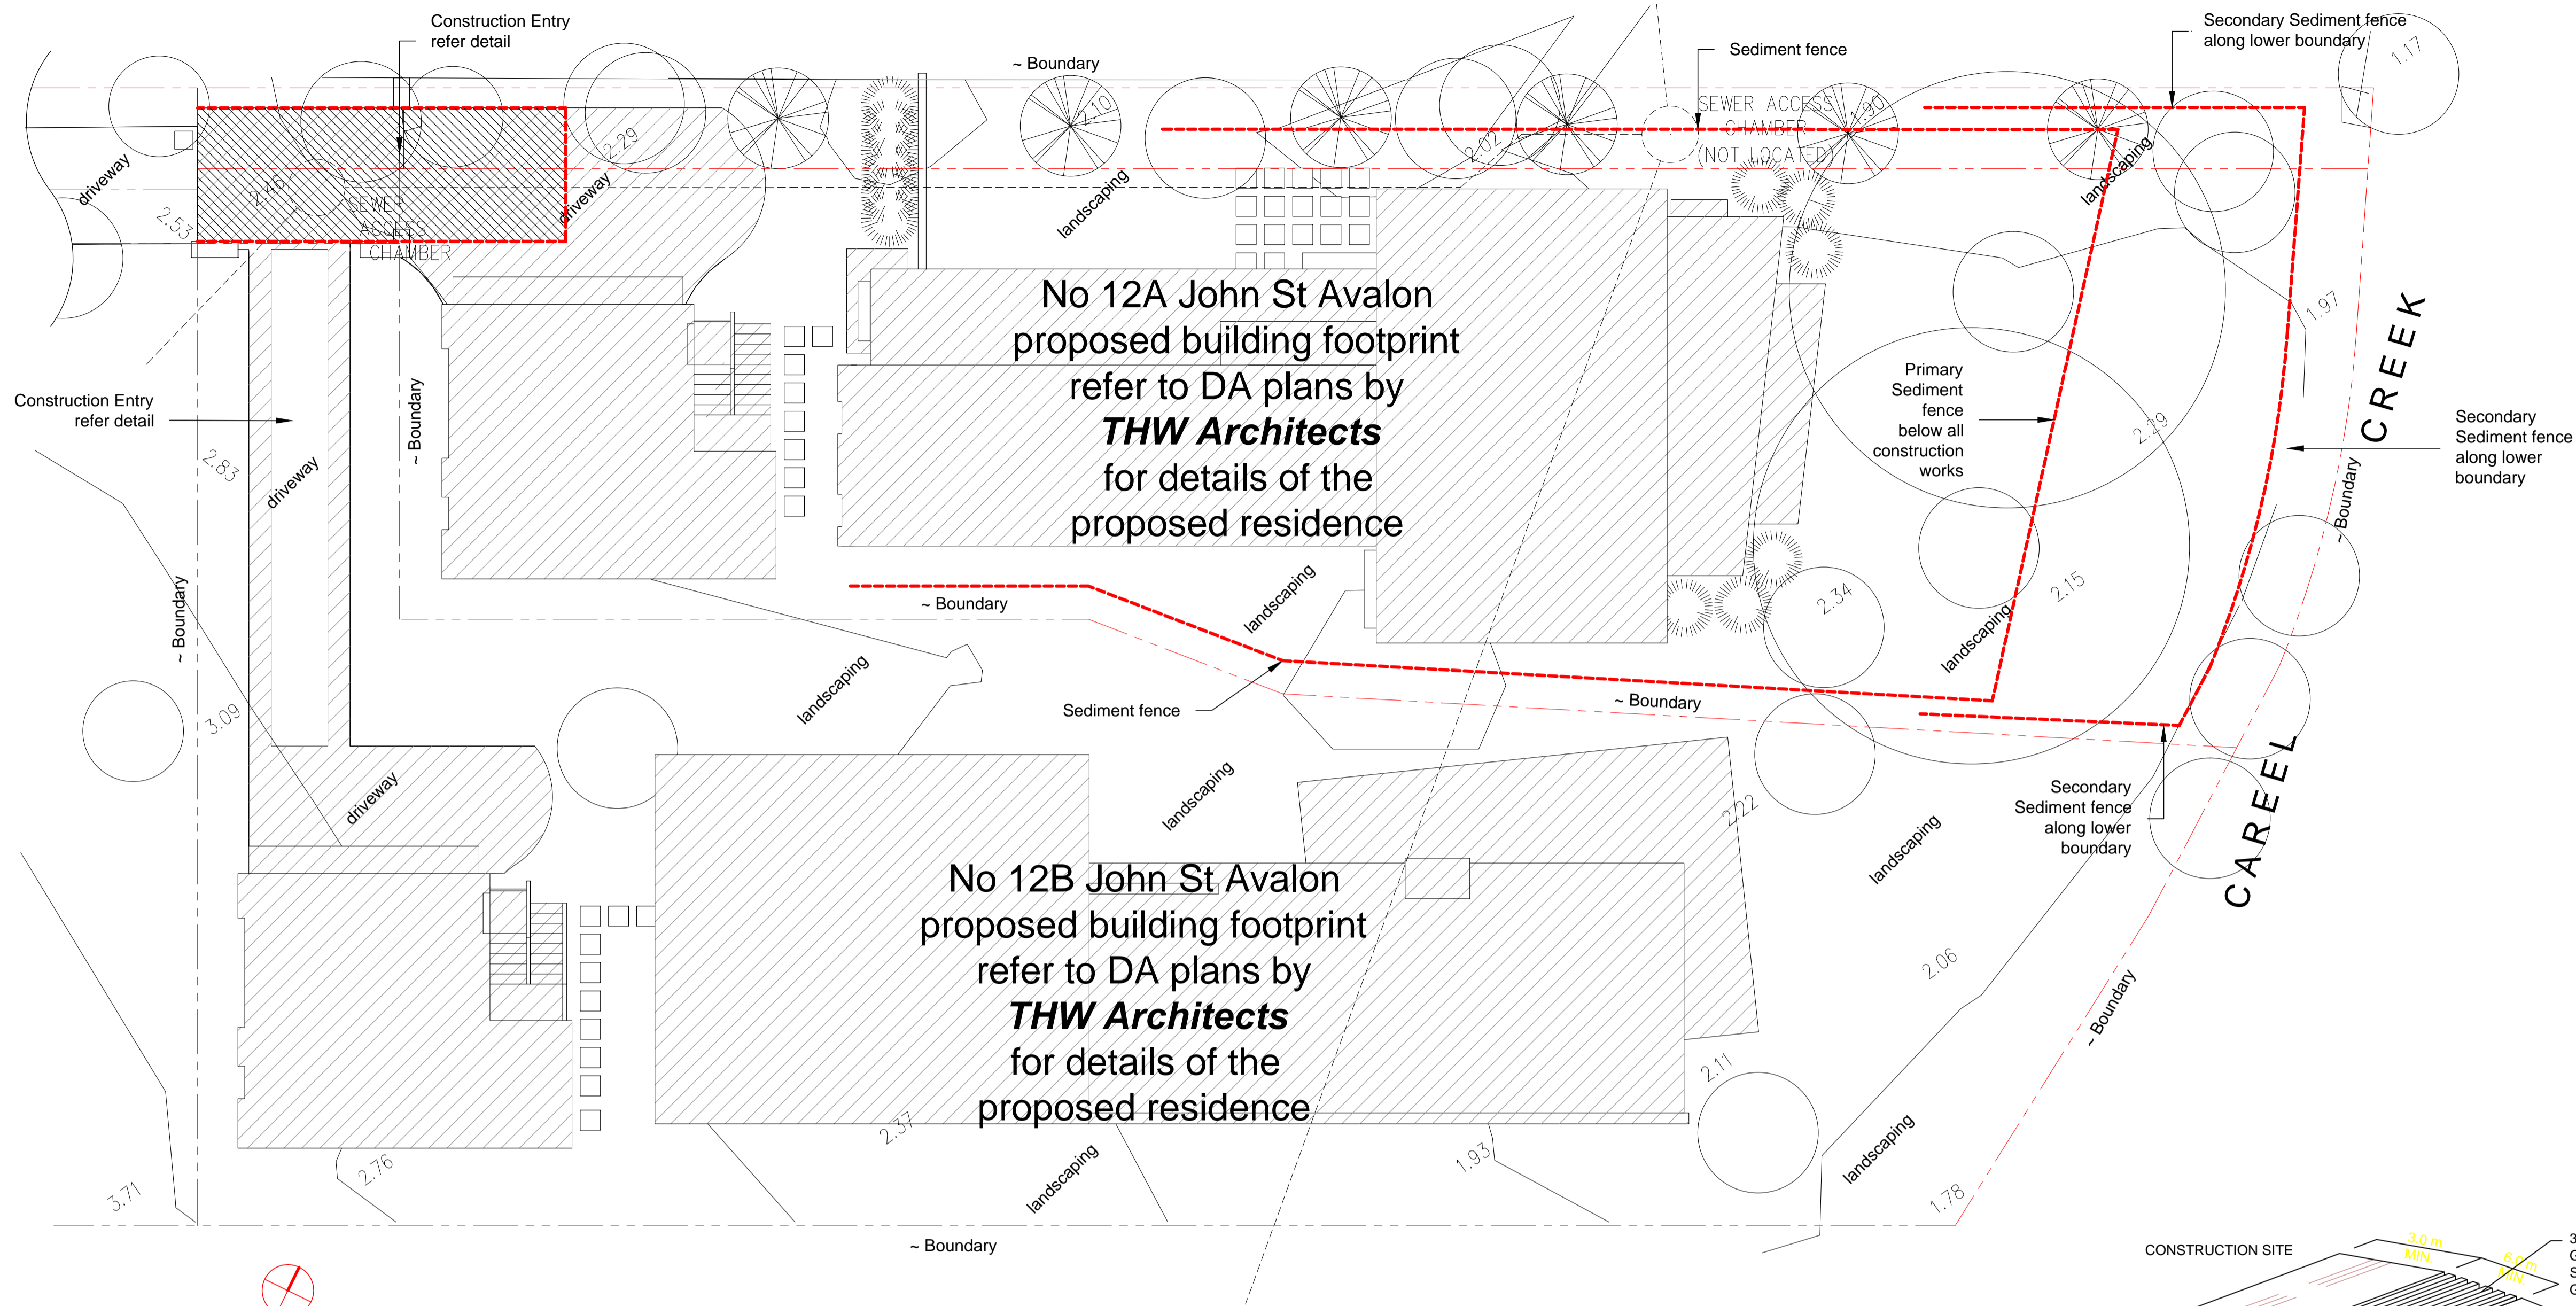 Construction Entry
refer detail
~ Boundary
Sediment fence
Secondary Sediment fence
along lower boundary
1.17
driveway
2.53
2.46
SEWER
ACCESS
CHAMBER
driveway
2.29
2.10
landscaping
2.02
SEWER ACCESS
CHAMBER
(NOT LOCATED)
1.90
landscaping
1.97
No 12A John St Avalon
proposed building footprint
refer to DA plans by
THW Architects
for details of the
proposed residence
Primary
Sediment
fence
below all
construction
works
2.29
CAREEL CREEK
Secondary
Sediment fence
along lower
boundary
~ Boundary
Construction Entry
refer detail
~ Boundary
2.83
driveway
~ Boundary
~ Boundary
landscaping
2.34
2.15
landscaping
3.09
landscaping
Sediment fence
~ Boundary
driveway
landscaping
2.22
Secondary
Sediment fence
along lower
boundary
landscaping
No 12B John St Avalon
proposed building footprint
refer to DA plans by
THW Architects
for details of the
proposed residence
2.06
~ Boundary
2.11
2.37
3.71
2.76
landscaping
1.93
landscaping
1.78
~ Boundary
CONSTRUCTION SITE
3.0 m
MIN.
6.0 m
MIN.